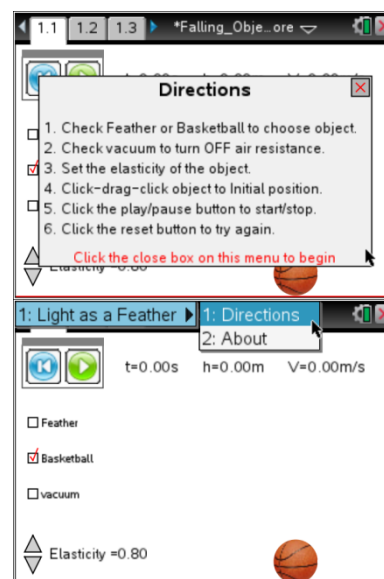 1.1 1.2 1.3 *Falling_Obje...ore
Directions
1. Check Feather or Basketball to choose object.
2. Check vacuum to turn OFF air resistance.
3. Set the elasticity of the object.
4. Click-drag-click object to Initial position.
5. Click the play/pause button to start/stop.
6. Click the reset button to try again.
Click the close box on this menu to begin
Elasticity =0.80
1: Light as a Feather 1: Directions
2: About
t=0.00s h=0.00m V=0.00m/s
Feather
Basketball
vacuum
Elasticity =0.80